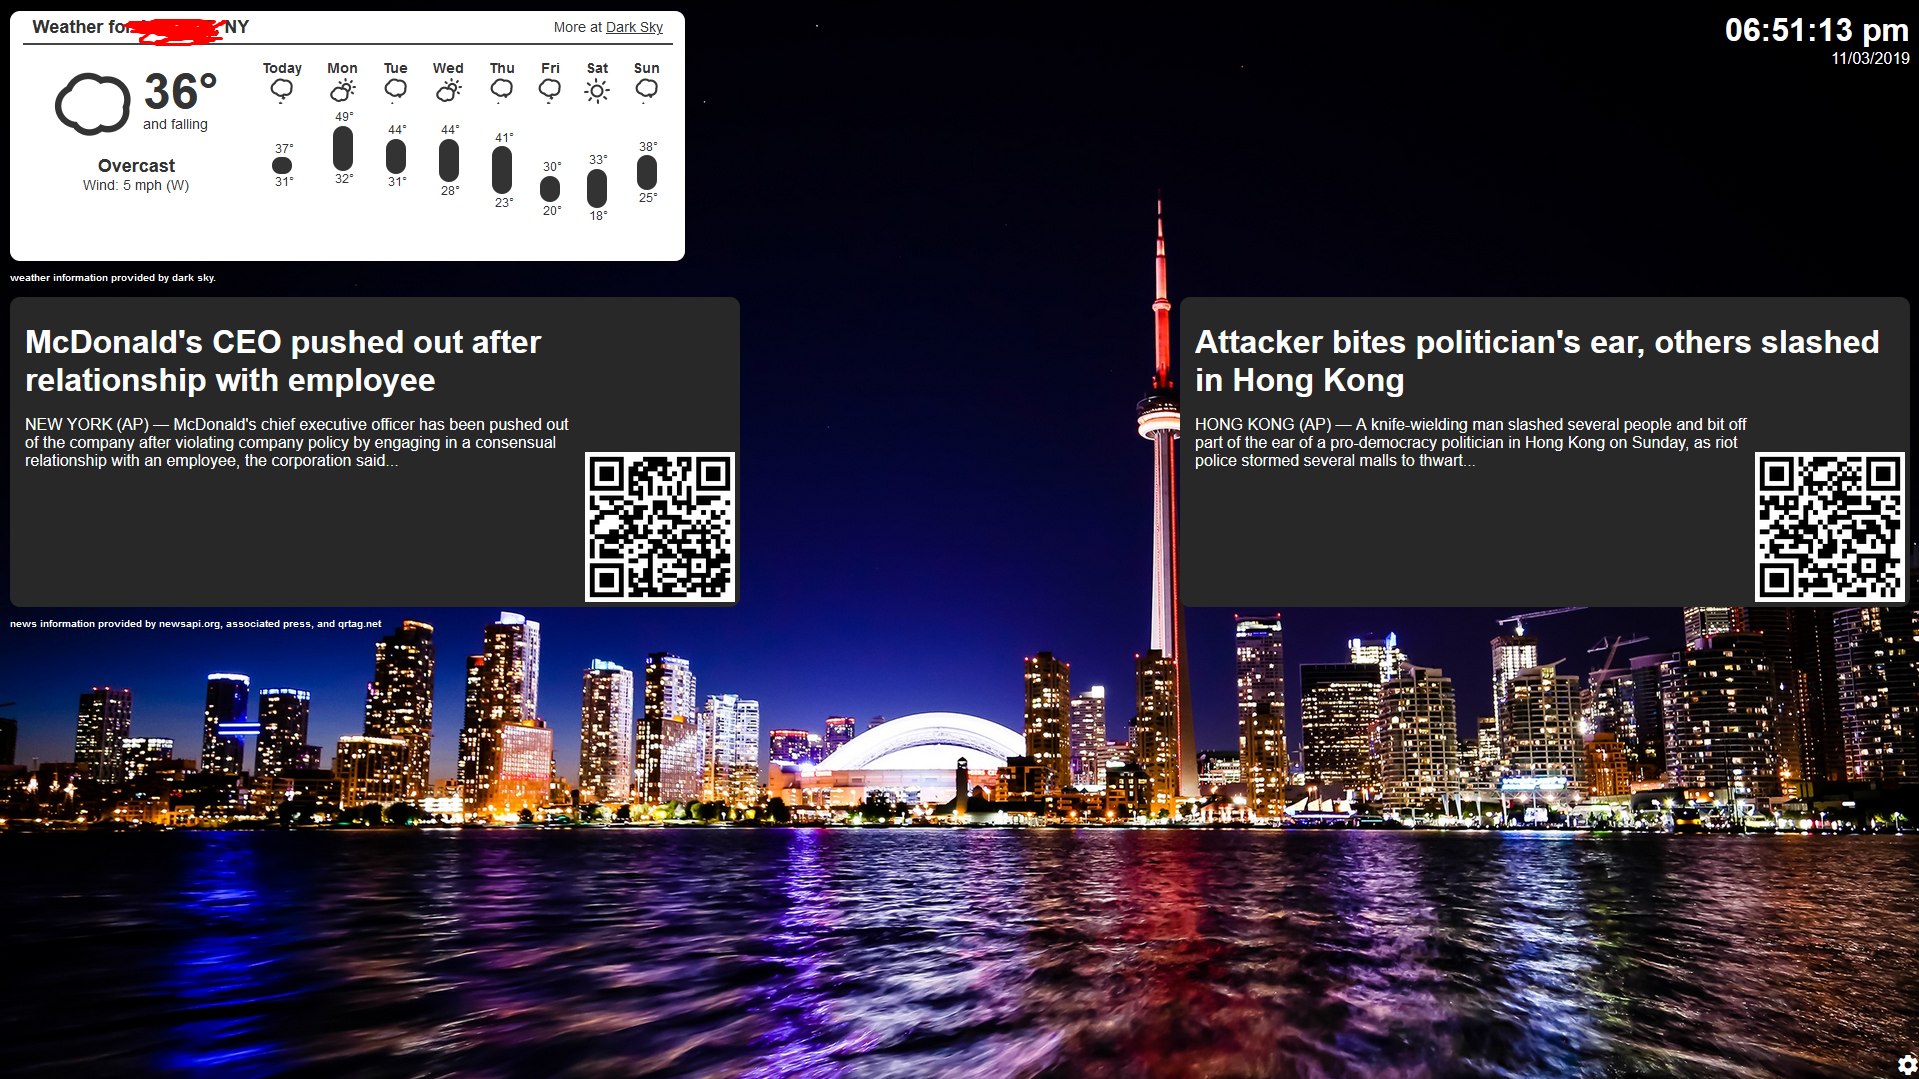 Weather for NY
More at Dark Sky
06:51:13 pm
11/03/2019
36°
and falling
Overcast
Wind: 5 mph (W)
Today Mon Tue Wed Thu Fri Sat Sun
37° 49° 44° 44° 41° 30° 33° 38°
31° 32° 31° 28° 23° 20° 18° 25°
weather information provided by dark sky.
McDonald's CEO pushed out after
relationship with employee
NEW YORK (AP) — McDonald's chief executive officer has been pushed out
of the company after violating company policy by engaging in a consensual
relationship with an employee, the corporation said...
Attacker bites politician's ear, others slashed
in Hong Kong
HONG KONG (AP) — A knife-wielding man slashed several people and bit off
part of the ear of a pro-democracy politician in Hong Kong on Sunday, as riot
police stormed several malls to thwart...
news information provided by newsapi.org, associated press, and qrtag.net